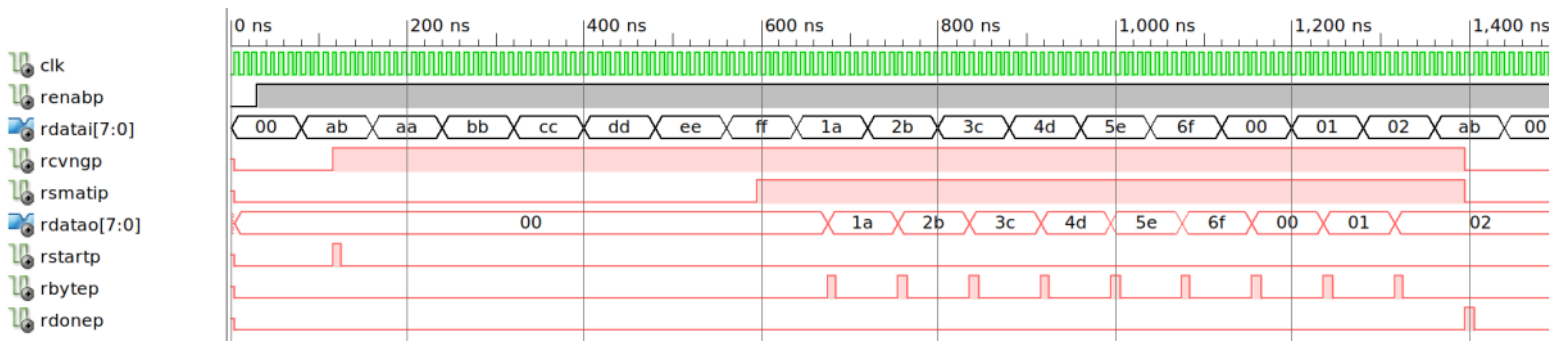 0 ns 200 ns 400 ns 600 ns 800 ns 1,000 ns 1,200 ns 1,400 ns
clk
renabp
rdatai[7:0] 00 ab aa bb cc dd ee ff 1a 2b 3c 4d 5e 6f 00 01 02 ab 00
rcvngp
rsmatip
rdatao[7:0] 00 1a 2b 3c 4d 5e 6f 00 01 02
rstartp
rbytep
rdonep